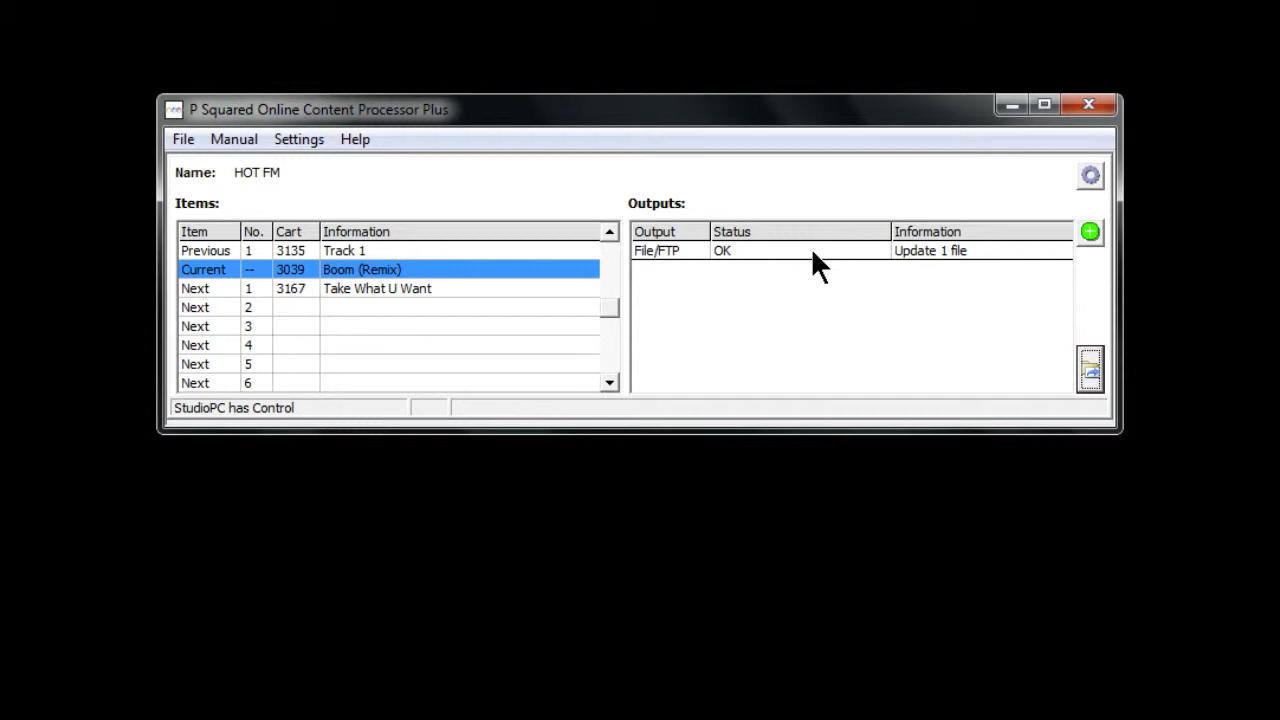 P Squared Online Content Processor Plus
File Manual Settings Help
Name: HOT FM
Items: Outputs:
Item No. Cart Information Output Status Information
Previous 1 3135 Track 1 File/FTP OK Update 1 file
Current -- 3039 Boom (Remix)
Next 1 3167 Take What U Want
Next 2
Next 3
Next 4
Next 5
Next 6
StudioPC has Control